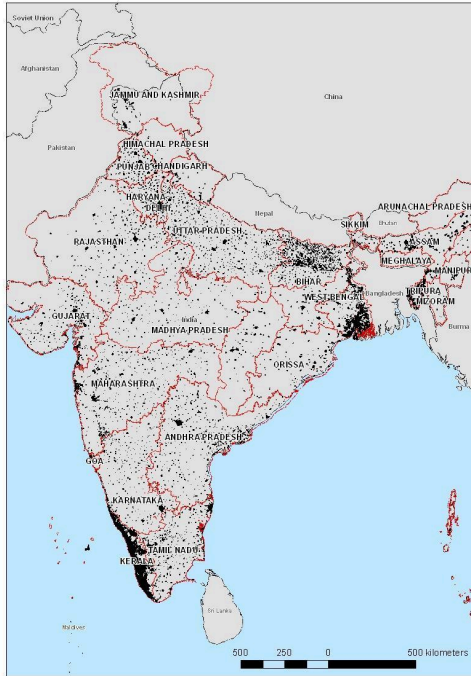 Soviet Union
Afghanistan
JAMMU AND KASHMIR
China
Pakistan
HIMACHAL PRADESH
PUNJAB
CHANDIGARH
HARYANA
DELHI
Nepal
ARUNACHAL PRADESH
SIKKIM
Bhutan
RAJASTHAN
UTTAR PRADESH
ASSAM
MEGHALAYA
MANIPUR
BIHAR
WEST BENGAL
Bangladesh
TRIPURA
MIZORAM
GUJARAT
India
MADHYA PRADESH
Burma
ORISSA
MAHARASHTRA
ANDHRA PRADESH
GOA
KARNATAKA
TAMIL NADU
KERALA
Sri Lanka
Maldives
500 250 0 500 kilometers